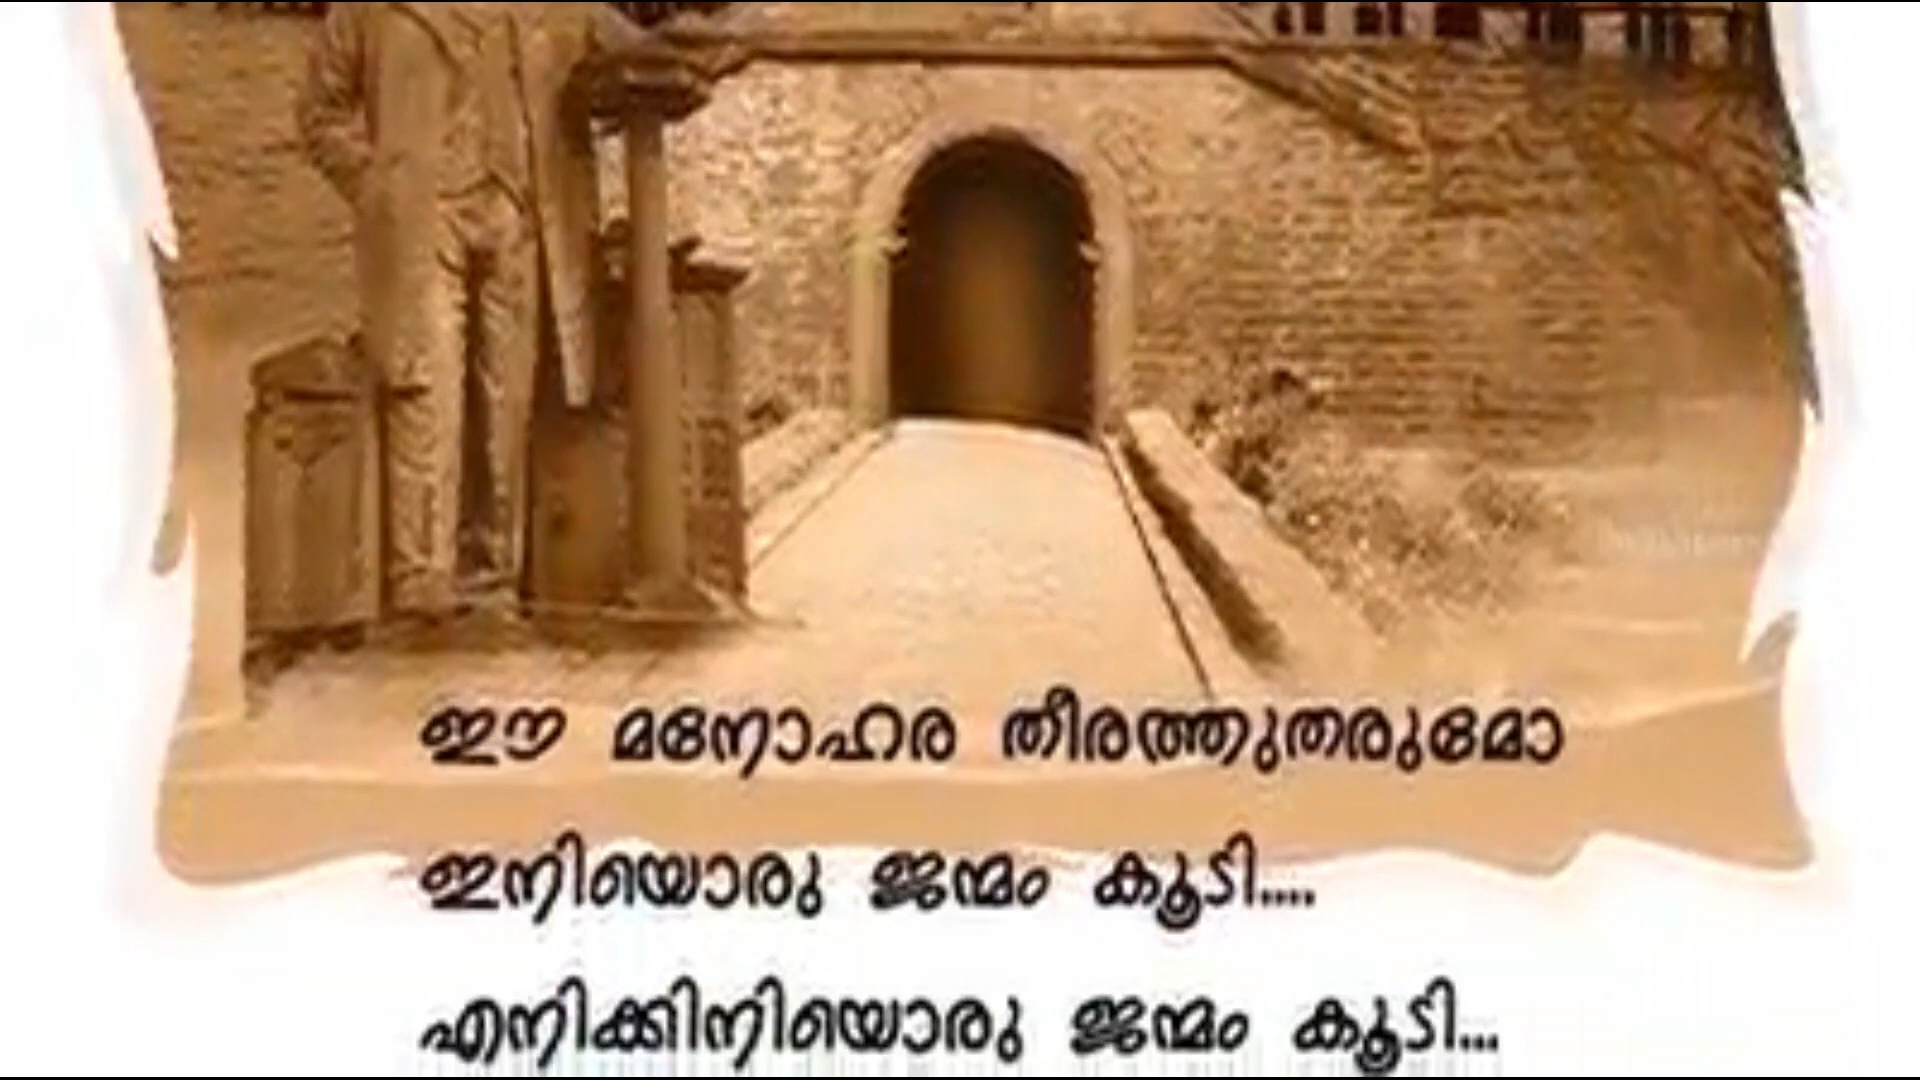 ഈ മനോഹര തീരത്തുതരുമോ
ഇനിയൊരു ജന്മം കൂടി....
എനിക്കിനിയൊരു ജന്മം കൂടി...